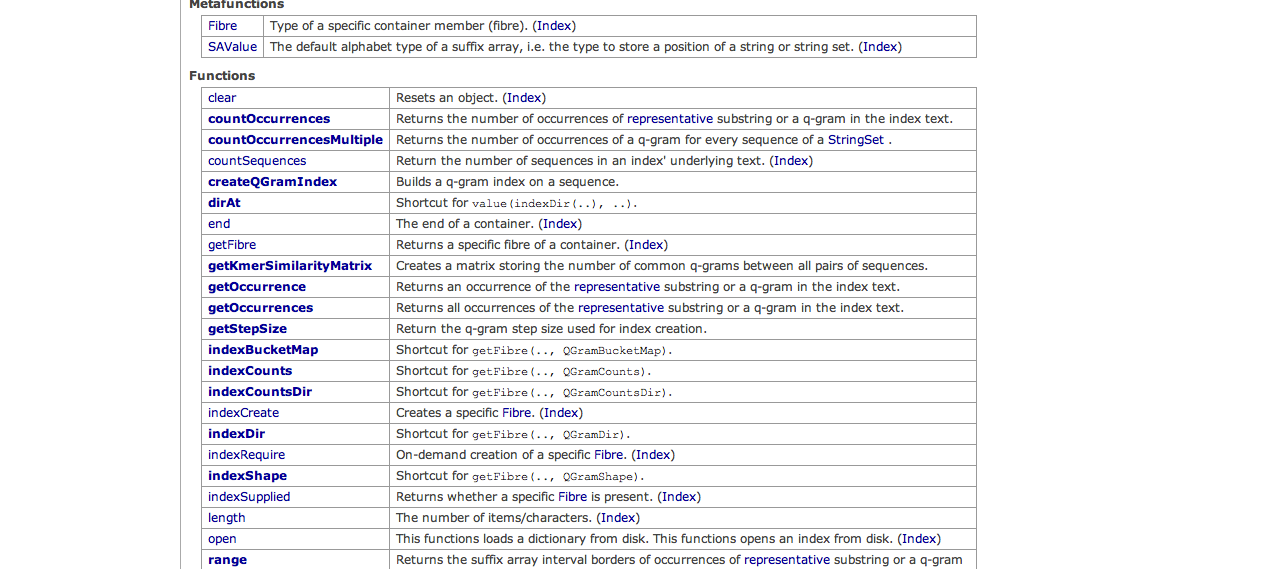 Metafunctions
Fibre Type of a specific container member (fibre). (Index)
SAValue The default alphabet type of a suffix array, i.e. the type to store a position of a string or string set. (Index)
Functions
clear Resets an object. (Index)
countOccurrences Returns the number of occurrences of representative substring or a q-gram in the index text.
countOccurrencesMultiple Returns the number of occurrences of a q-gram for every sequence of a StringSet .
countSequences Return the number of sequences in an index' underlying text. (Index)
createQGramIndex Builds a q-gram index on a sequence.
dirAt Shortcut for value(indexDir(..), ..).
end The end of a container. (Index)
getFibre Returns a specific fibre of a container. (Index)
getKmerSimilarityMatrix Creates a matrix storing the number of common q-grams between all pairs of sequences.
getOccurrence Returns an occurrence of the representative substring or a q-gram in the index text.
getOccurrences Returns all occurrences of the representative substring or a q-gram in the index text.
getStepSize Return the q-gram step size used for index creation.
indexBucketMap Shortcut for getFibre(.., QGramBucketMap).
indexCounts Shortcut for getFibre(.., QGramCounts).
indexCountsDir Shortcut for getFibre(.., QGramCountsDir).
indexCreate Creates a specific Fibre. (Index)
indexDir Shortcut for getFibre(.., QGramDir).
indexRequire On-demand creation of a specific Fibre. (Index)
indexShape Shortcut for getFibre(.., QGramShape).
indexSupplied Returns whether a specific Fibre is present. (Index)
length The number of items/characters. (Index)
open This functions loads a dictionary from disk. This functions opens an index from disk. (Index)
range Returns the suffix array interval borders of occurrences of representative substring or a q-gram